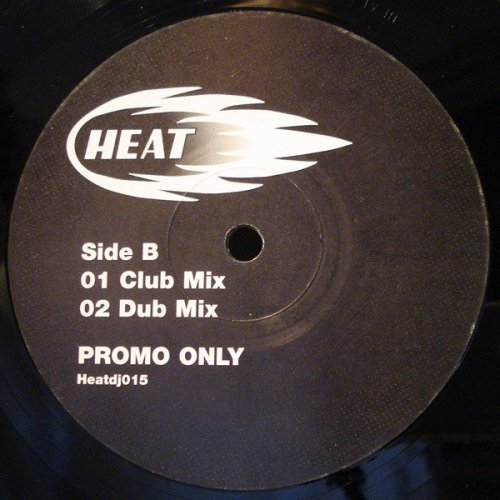 HEAT
Side B
01 Club Mix
02 Dub Mix
PROMO ONLY
Heatdj015